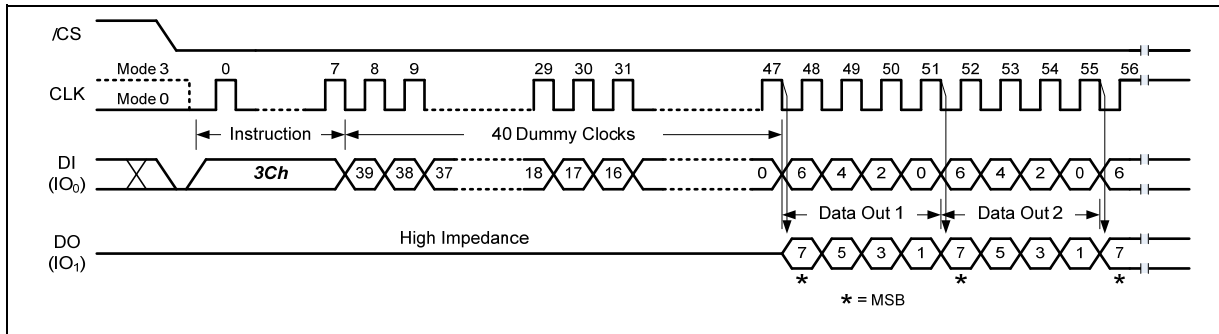 /CS
Mode 3 0 7 8 9 29 30 31 47 48 49 50 51 52 53 54 55 56
CLK
Mode 0
Instruction 40 Dummy Clocks
DI
(IO0)
3Ch 39 38 37 18 17 16 0 6 4 2 0 6 4 2 0 6
Data Out 1 Data Out 2
High Impedance
DO
(IO1)
7 5 3 1 7 5 3 1 7
* * *
* = MSB